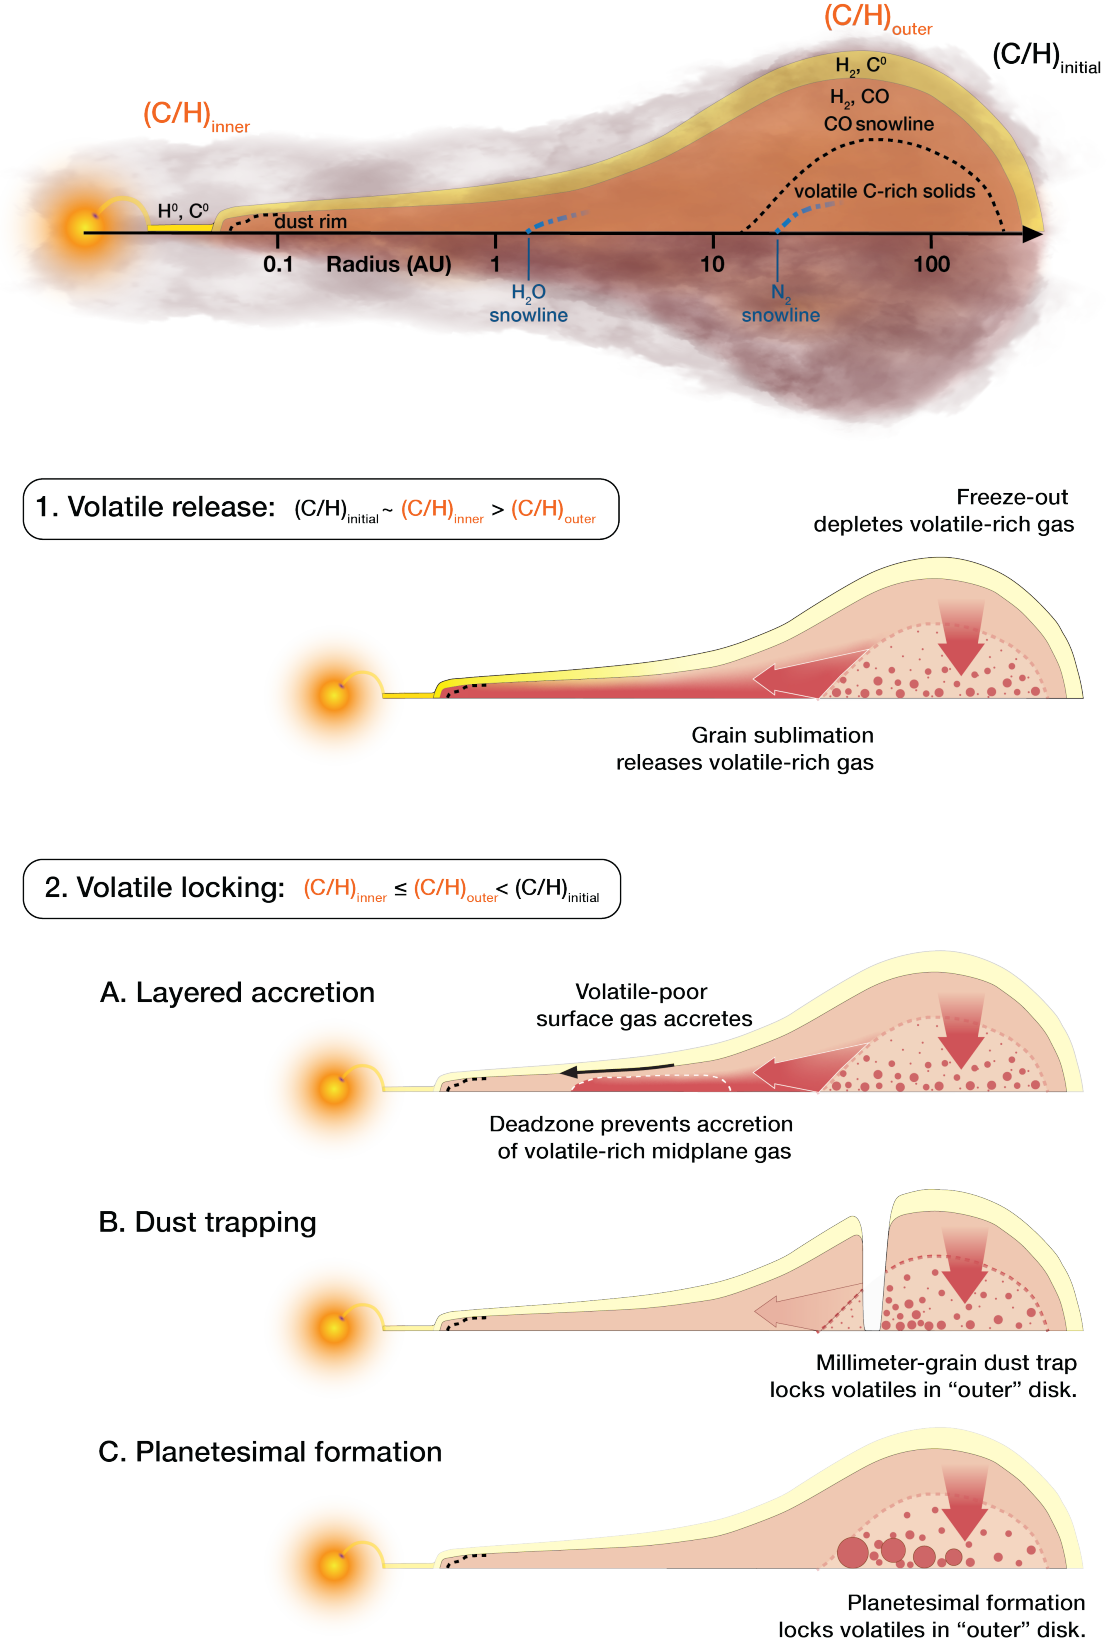 (C/H)outer
(C/H)initial
H2, C⁰
H2, CO
(C/H)inner
CO snowline
volatile C-rich solids
H⁰, C⁰
dust rim
0.1
Radius (AU)
1
10
100
H2O
snowline
N2
snowline
1. Volatile release: (C/H)initial ~ (C/H)inner > (C/H)outer
Freeze-out
depletes volatile-rich gas
Grain sublimation
releases volatile-rich gas
2. Volatile locking: (C/H)inner ≤ (C/H)outer < (C/H)initial
A. Layered accretion
Volatile-poor
surface gas accretes
Deadzone prevents accretion
of volatile-rich midplane gas
B. Dust trapping
Millimeter-grain dust trap
locks volatiles in “outer” disk.
C. Planetesimal formation
Planetesimal formation
locks volatiles in “outer” disk.